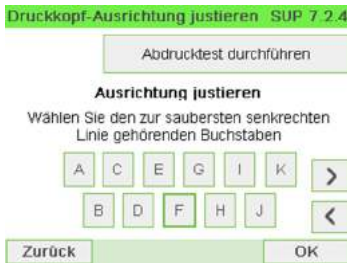 Druckkopf-Ausrichtung justieren SUP 7.2.4
Abdrucktest durchführen
Ausrichtung justieren
Wählen Sie den zur saubersten senkrechten
Linie gehörenden Buchstaben
A C E G I K >
B D F H J <
Zurück OK